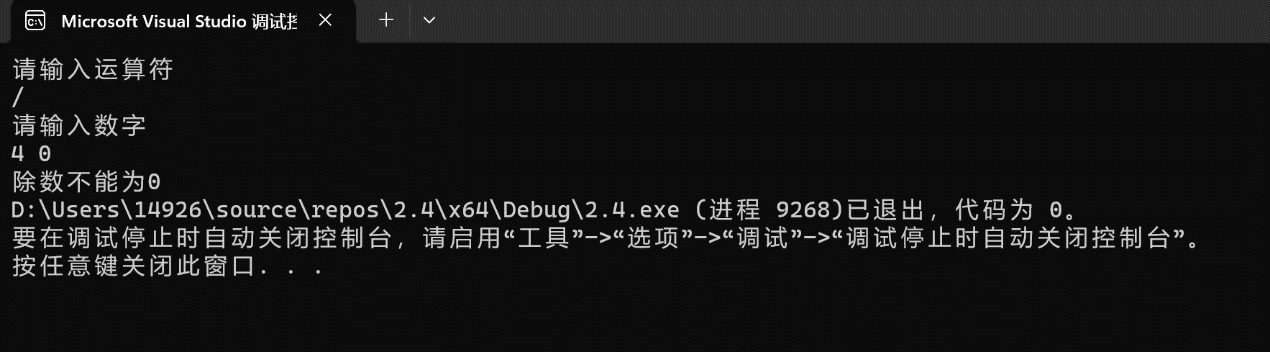 Microsoft Visual Studio 调试
请输入运算符
/
请输入数字
4 0
除数不能为0
D:\Users\14926\source\repos\2.4\x64\Debug\2.4.exe (进程 9268)已退出，代码为 0。
要在调试停止时自动关闭控制台，请启用“工具”->“选项”->“调试”->“调试停止时自动关闭控制台”。
按任意键关闭此窗口. . .